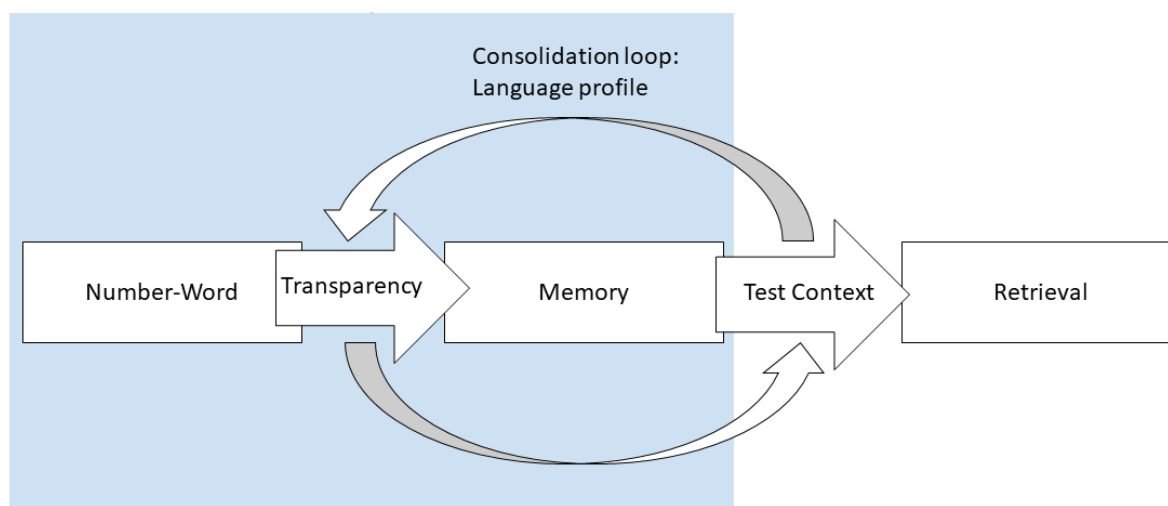 Consolidation loop:
Language profile
Number-Word
Transparency
Memory
Test Context
Retrieval